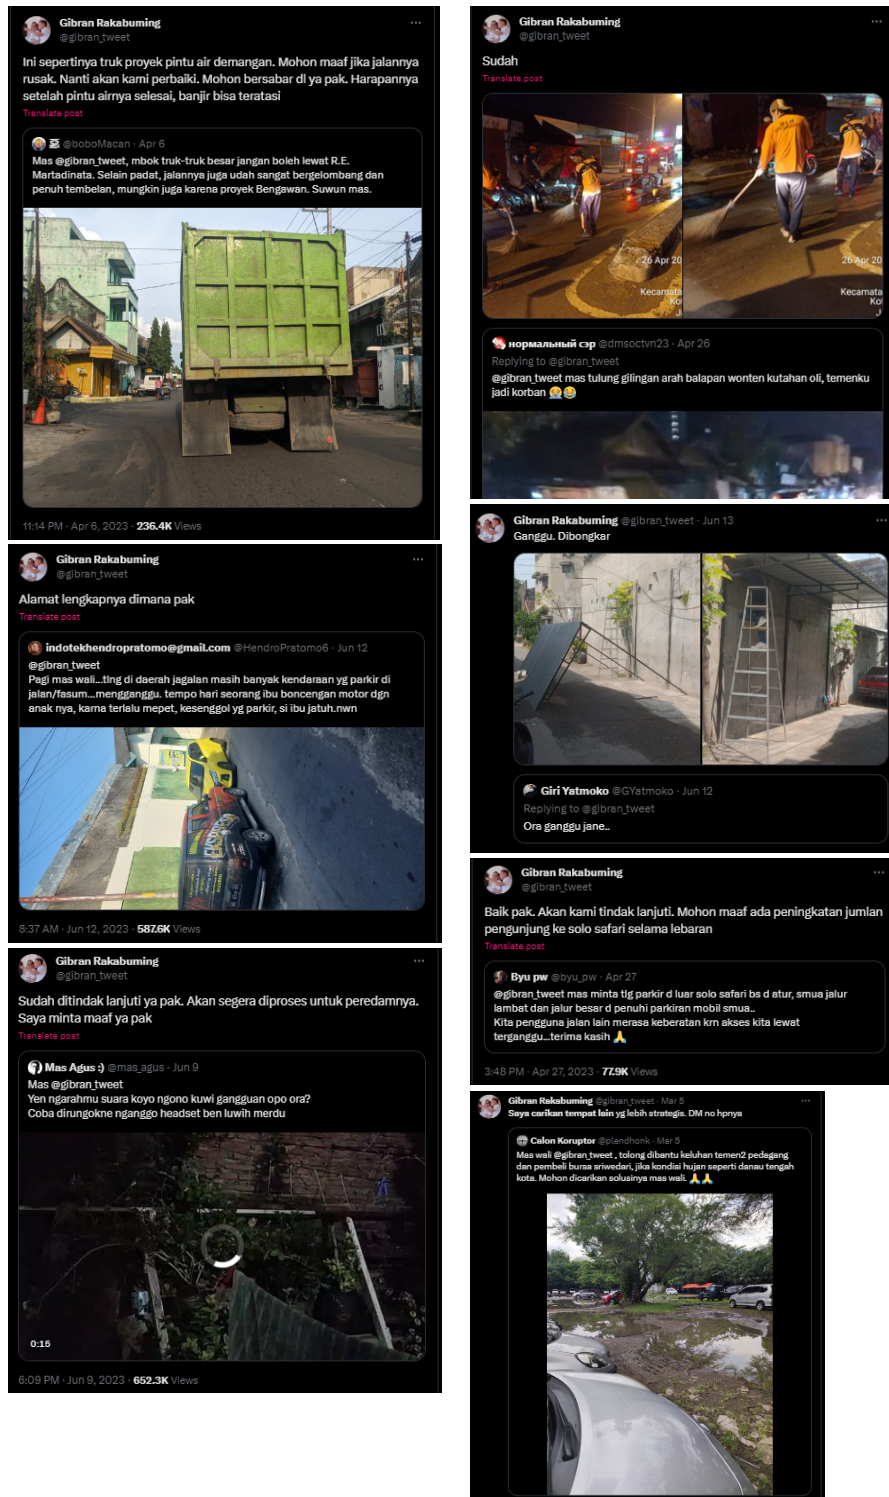 Gibran Rakabuming
@gibran_tweet
Ini sepertinya truk proyek pintu air demangan. Mohon maaf jika jalannya
rusak. Nanti akan kami perbaiki. Mohon bersabar dl ya pak. Harapannya
setelah pintu airnya selesai, banjir bisa teratasi
Translate post
惡 @boboMacan · Apr 6
Mas @gibran_tweet, mbok truk-truk besar jangan boleh lewat R.E.
Martadinata. Selain padat, jalannya juga udah sangat bergelombang dan
penuh tembelan, mungkin juga karena proyek Bengawan. Suwun mas.
11:14 PM · Apr 6, 2023 · 236.4K Views
Gibran Rakabuming
@gibran_tweet
Alamat lengkapnya dimana pak
Translate post
indotekhendropratomo@gmail.com @HendroPratomo6 · Jun 12
@gibran_tweet
Pagi mas wali...tlng di daerah jagalan masih banyak kendaraan yg parkir di
jalan/fasum...mengganggu. tempo hari seorang ibu boncengan motor dgn
anak nya, karna terlalu mepet, kesenggol yg parkir, si ibu jatuh.nwn
8:37 AM · Jun 12, 2023 · 587.6K Views
Gibran Rakabuming
@gibran_tweet
Sudah ditindak lanjuti ya pak. Akan segera diproses untuk peredamnya.
Saya minta maaf ya pak
Translate post
Mas Agus :) @mas_agus · Jun 9
Mas @gibran_tweet
Yen ngarahmu suara koyo ngono kuwi gangguan opo ora?
Coba dirungokne nganggo headset ben luwih merdu
0:15
6:09 PM · Jun 9, 2023 · 652.3K Views
Gibran Rakabuming
@gibran_tweet
Sudah
Translate post
26 Apr 20
Kecamata
Kot
J
26 Apr 20
Kecamata
Kot
J
нормальный сэр @dmsoctvn23 · Apr 26
Replying to @gibran_tweet
@gibran_tweet mas tulung gilingan arah balapan wonten kutahan oli, temenku
jadi korban 😭😂
Gibran Rakabuming @gibran_tweet · Jun 13
Ganggu. Dibongkar
Giri Yatmoko @GYatmoko · Jun 12
Replying to @gibran_tweet
Ora ganggu jane..
Gibran Rakabuming
@gibran_tweet
Baik pak. Akan kami tindak lanjuti. Mohon maaf ada peningkatan jumlan
pengunjung ke solo safari selama lebaran
Translate post
Byu pw @byu_pw · Apr 27
@gibran_tweet mas minta tlg parkir d luar solo safari bs d atur, smua jalur
lambat dan jalur besar d penuhi parkiran mobil smua..
Kita pengguna jalan lain merasa keberatan krn akses kita lewat
terganggu...terima kasih 🙏
3:48 PM · Apr 27, 2023 · 77.9K Views
Gibran Rakabuming @gibran_tweet · Mar 5
Saya carikan tempat lain yg lebih strategis. DM no hpnya
Calon Koruptor @plendhonk · Mar 5
Mas wali @gibran_tweet , tolong dibantu keluhan temen2 pedagang
dan pembeli bursa sriwedari, jika kondisi hujan seperti danau tengah
kota. Mohon dicarikan solusinya mas wali. 🙏🙏